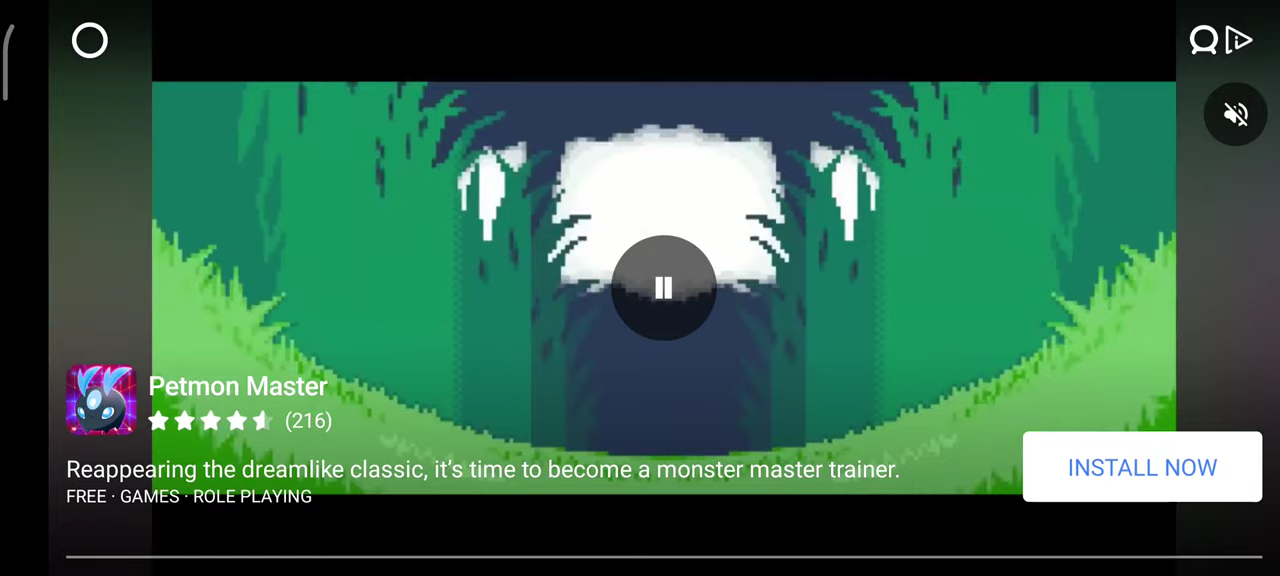 Petmon Master
(216)
Reappearing the dreamlike classic, it's time to become a monster master trainer.
FREE · GAMES · ROLE PLAYING
INSTALL NOW